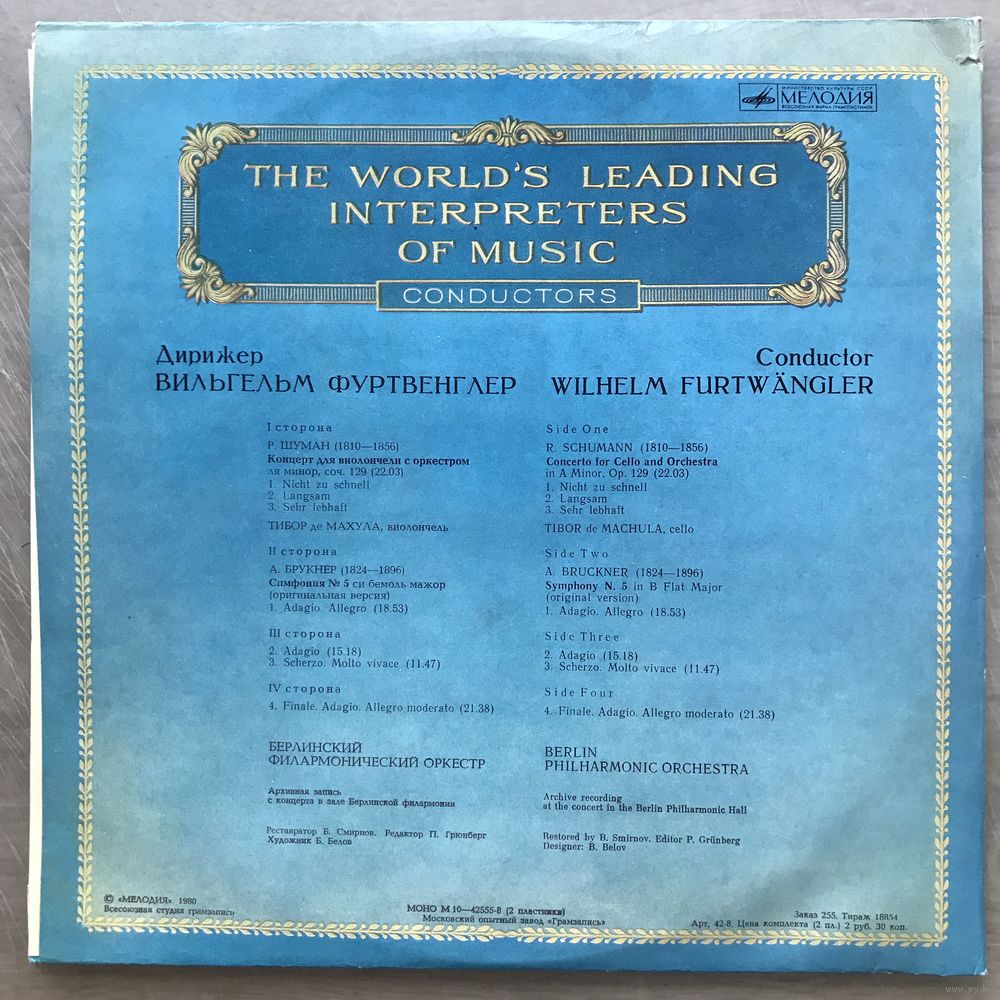 МИНИСТЕРСТВО КУЛЬТУРЫ СССР
МЕЛОДИЯ
ВСЕСОЮЗНАЯ ФИРМА ГРАМПЛАСТИНОК
THE WORLD'S LEADING
INTERPRETERS
OF MUSIC
CONDUCTORS
Дирижер
ВИЛЬГЕЛЬМ ФУРТВЕНГЛЕР
I сторона
Р. ШУМАН (1810—1856)
Концерт для виолончели с оркестром
ля минор, соч. 129 (22.03)
1. Nicht zu schnell
2. Langsam
3. Sehr lebhaft
ТИБОР де МАХУЛА, виолончель
II сторона
А. БРУКНЕР (1824—1896)
Симфония № 5 си бемоль мажор
(оригинальная версия)
1. Adagio. Allegro (18.53)
III сторона
2. Adagio (15.18)
3. Scherzo. Molto vivace (11.47)
IV сторона
4. Finale. Adagio. Allegro moderato (21.38)
БЕРЛИНСКИЙ
ФИЛАРМОНИЧЕСКИЙ ОРКЕСТР
Архивная запись
с концерта в зале Берлинской филармонии
Реставратор Б. Смирнов. Редактор П. Грюнберг
Художник Б. Белов
Conductor
WILHELM FURTWÄNGLER
Side One
R. SCHUMANN (1810—1856)
Concerto for Cello and Orchestra
in A Minor, Op. 129 (22.03)
1. Nicht zu schnell
2. Langsam
3. Sehr lebhaft
TIBOR de MACHULA, cello
Side Two
A. BRUCKNER (1824—1896)
Symphony N. 5 in B Flat Major
(original version)
1. Adagio. Allegro (18.53)
Side Three
2. Adagio (15.18)
3. Scherzo. Molto vivace (11.47)
Side Four
4. Finale. Adagio. Allegro moderato (21.38)
BERLIN
PHILHARMONIC ORCHESTRA
Archive recording
at the concert in the Berlin Philharmonic Hall
Restored by B. Smirnov. Editor P. Grünberg
Designer: B. Belov
© «МЕЛОДИЯ», 1980
Всесоюзная студия грамзаписи
МОНО М 10—42555-8 (2 пластинки)
Московский опытный завод «Грамзапись»
Заказ 255. Тираж 18854
Арт. 42-8. Цена комплекта (2 пл.) 2 руб. 30 коп.